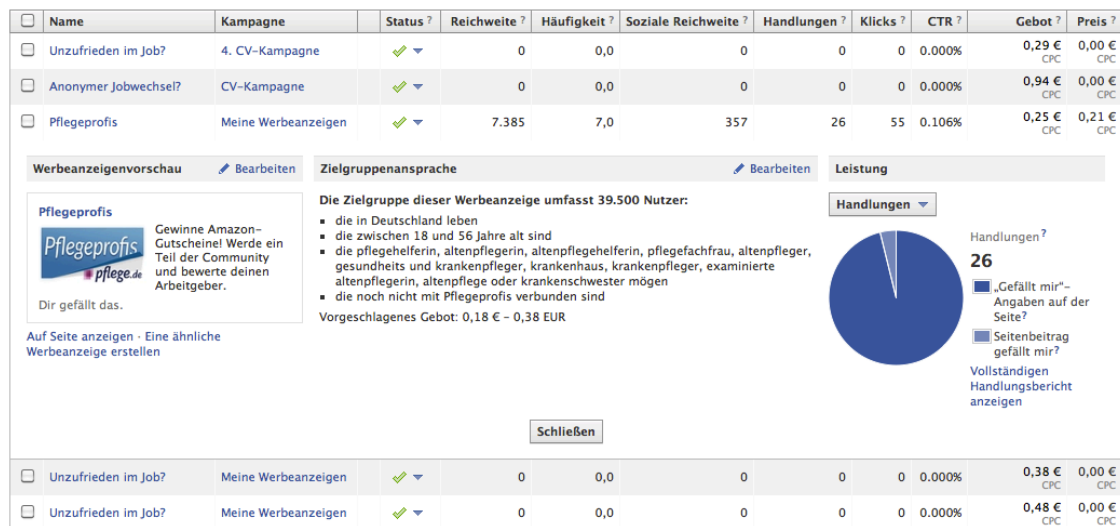 Name Kampagne Status ? Reichweite ? Häufigkeit ? Soziale Reichweite ? Handlungen ? Klicks ? CTR ? Gebot ? Preis ?
Unzufrieden im Job? 4. CV-Kampagne 0 0,0 0 0 0 0.000% 0,29 € 0,00 €
CPC CPC
Anonymer Jobwechsel? CV-Kampagne 0 0,0 0 0 0 0.000% 0,94 € 0,00 €
CPC CPC
Pflegeprofis Meine Werbeanzeigen 7.385 7,0 357 26 55 0.106% 0,25 € 0,21 €
CPC CPC
Werbeanzeigenvorschau Bearbeiten
Pflegeprofis
Pflegeprofis
pflege.de
Gewinne Amazon-
Gutscheine! Werde ein
Teil der Community
und bewerte deinen
Arbeitgeber.
Dir gefällt das.
Auf Seite anzeigen · Eine ähnliche
Werbeanzeige erstellen
Zielgruppenansprache Bearbeiten
Die Zielgruppe dieser Werbeanzeige umfasst 39.500 Nutzer:
die in Deutschland leben
die zwischen 18 und 56 Jahre alt sind
die pflegehelferin, altenpflegerin, altenpflegehelferin, pflegefachfrau, altenpfleger,
gesundheits und krankenpfleger, krankenhaus, krankenpfleger, examinierte
altenpflegerin, altenpflege oder krankenschwester mögen
die noch nicht mit Pflegeprofis verbunden sind
Vorgeschlagenes Gebot: 0,18 € – 0,38 EUR
Leistung
Handlungen
Handlungen ?
26
„Gefällt mir“-
Angaben auf der
Seite?
Seitenbeitrag
gefällt mir?
Vollständigen
Handlungsbericht
anzeigen
Schließen
Unzufrieden im Job? Meine Werbeanzeigen 0 0,0 0 0 0 0.000% 0,38 € 0,00 €
CPC CPC
Unzufrieden im Job? Meine Werbeanzeigen 0 0,0 0 0 0 0.000% 0,48 € 0,00 €
CPC CPC